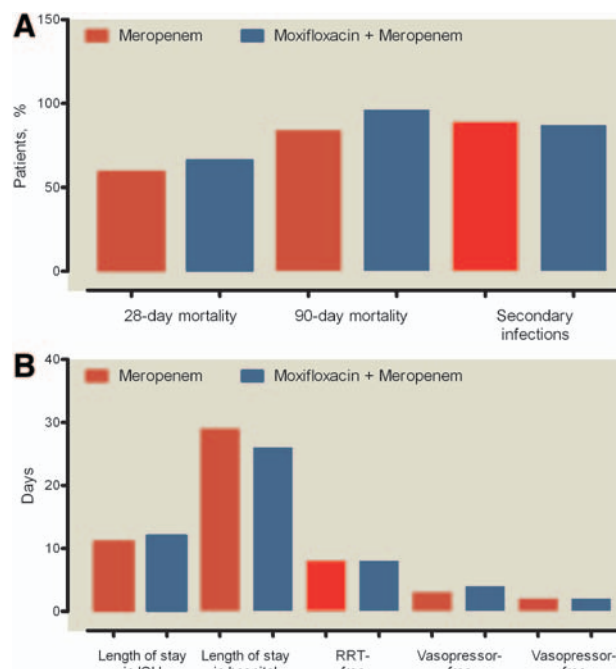 A
150
Meropenem
Moxifloxacin + Meropenem
100
Patients, %
50
0
28-day mortality
90-day mortality
Secondary
infections
B
40
Meropenem
Moxifloxacin + Meropenem
30
Days
20
10
0
Length of stay
Length of stay
RRT-
Vasopressor-
Vasopressor-